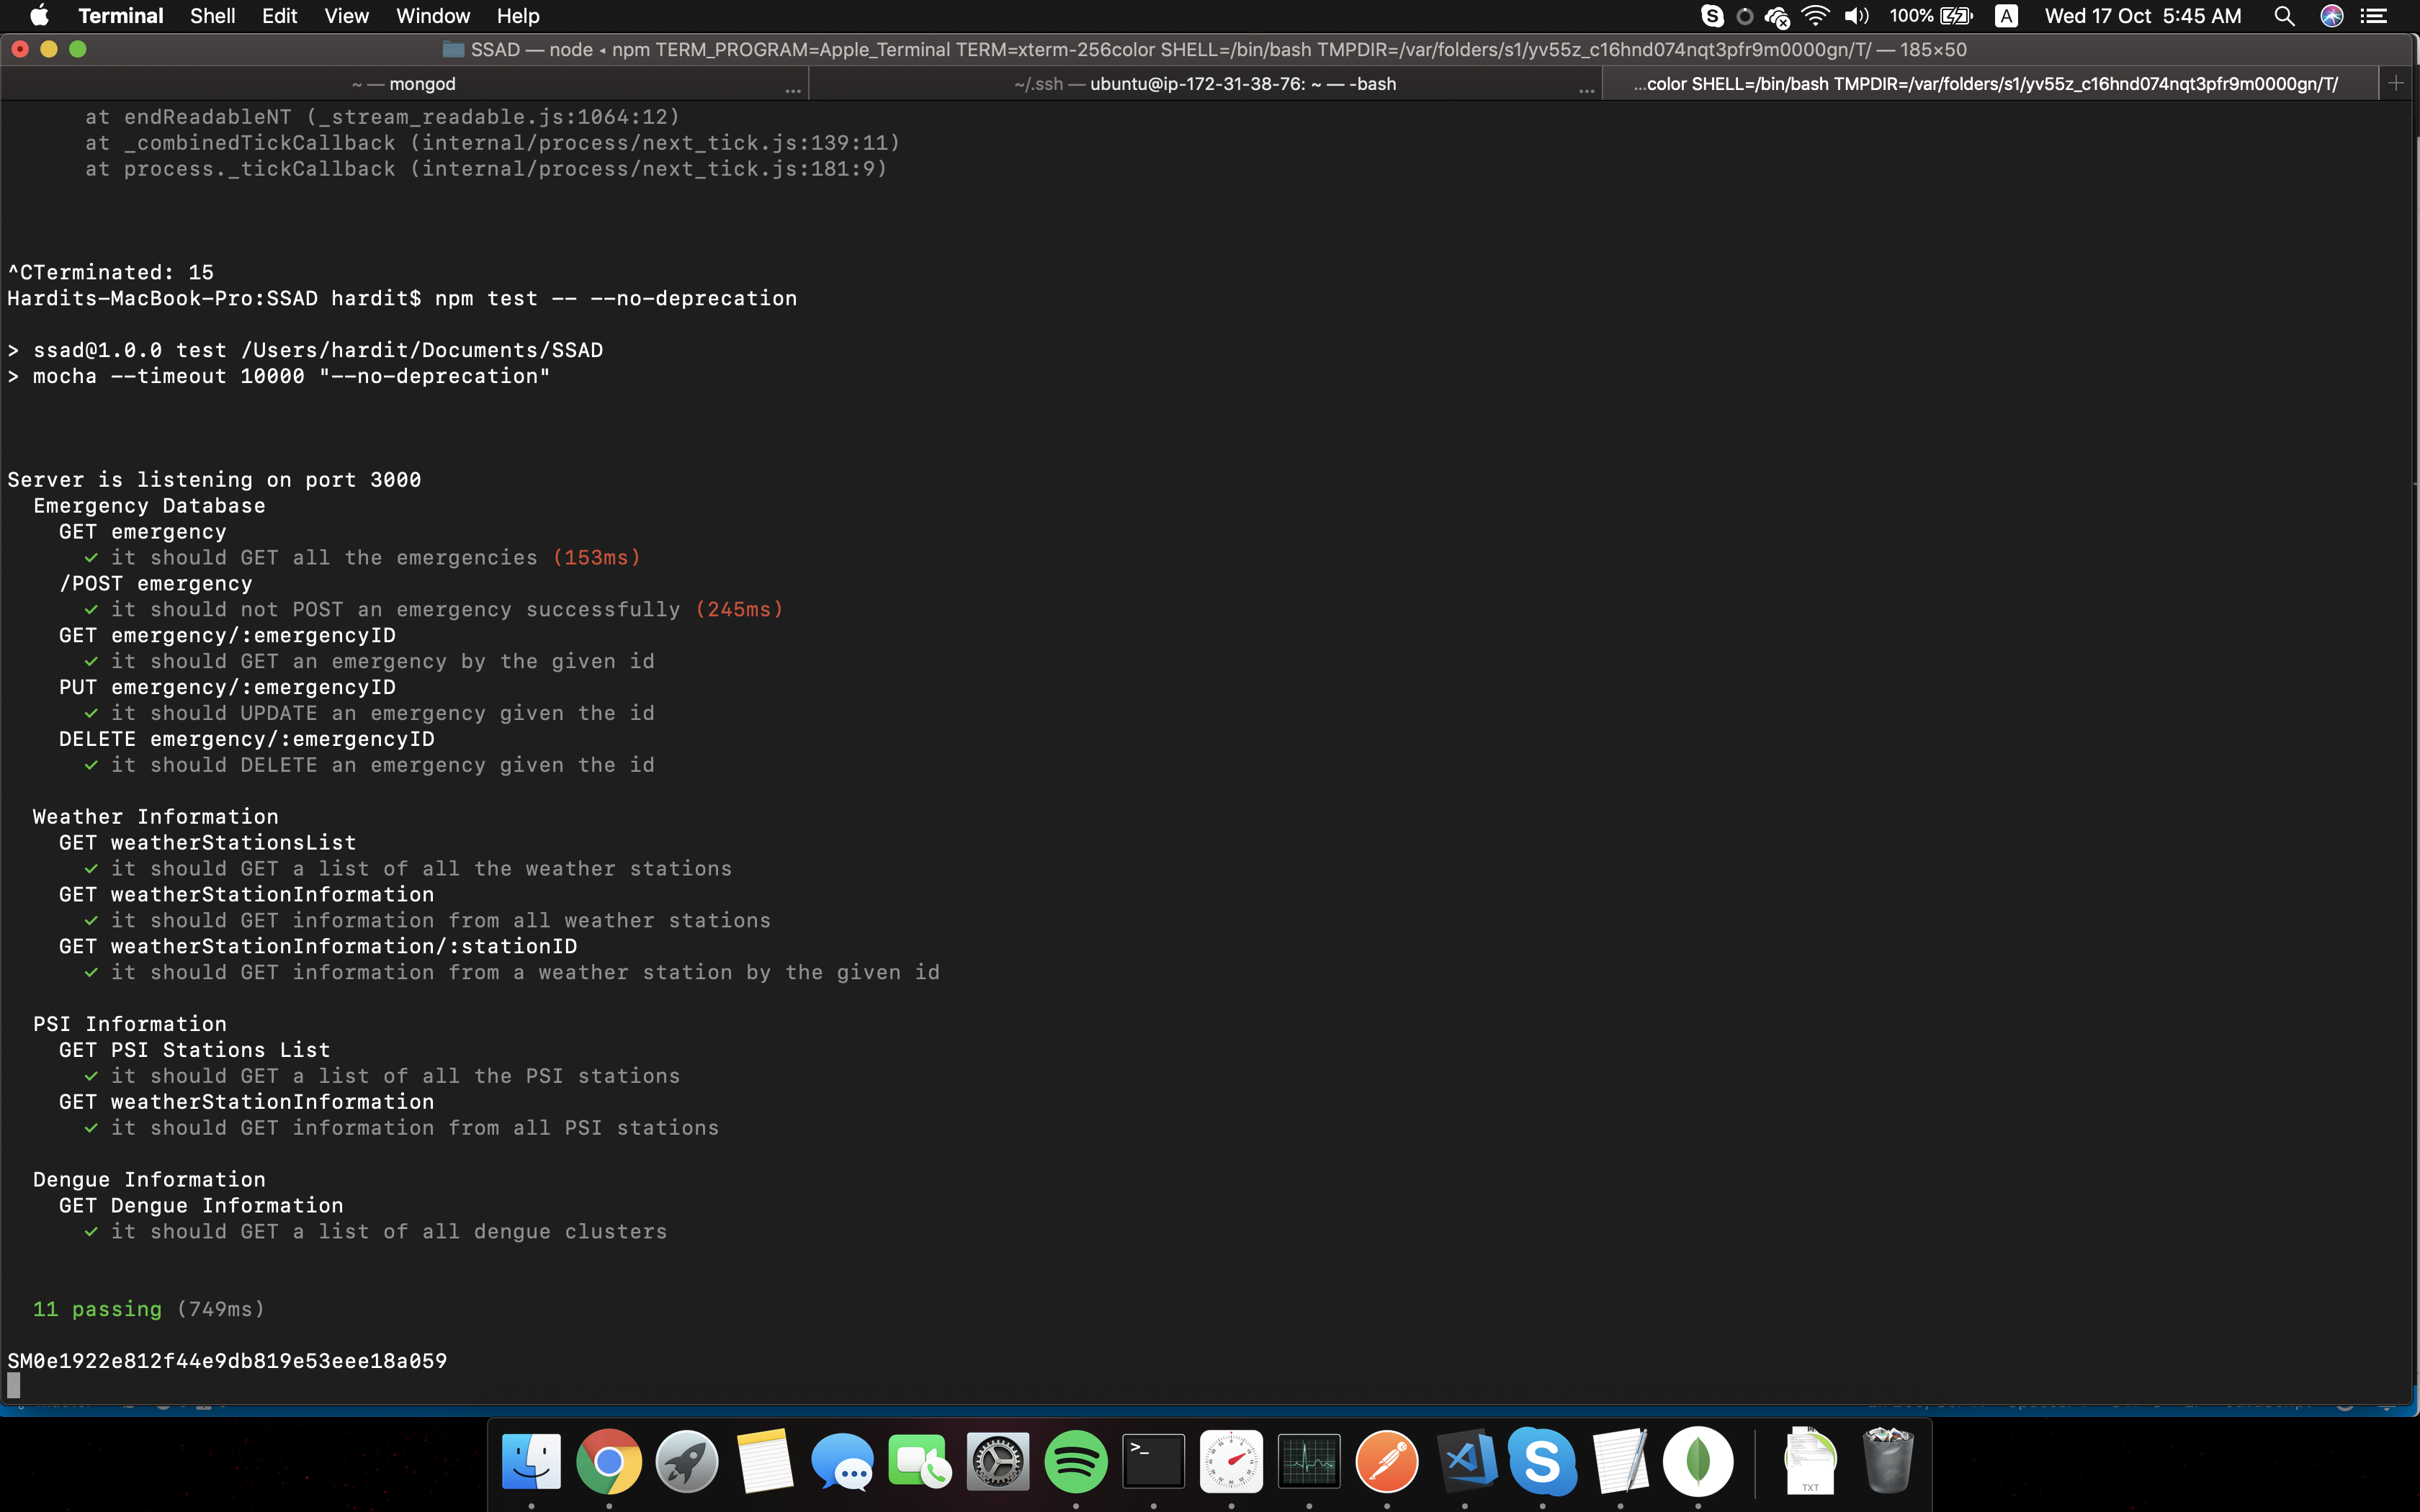 Terminal Shell Edit View Window Help 100% A Wed 17 Oct 5:45 AM
SSAD — node ◂ npm TERM_PROGRAM=Apple_Terminal TERM=xterm-256color SHELL=/bin/bash TMPDIR=/var/folders/s1/yv55z_c16hnd074nqt3pfr9m0000gn/T/ — 185×50
~ — mongod ... ~/.ssh — ubuntu@ip-172-31-38-76: ~ — -bash ... ...color SHELL=/bin/bash TMPDIR=/var/folders/s1/yv55z_c16hnd074nqt3pfr9m0000gn/T/ +
at endReadableNT (_stream_readable.js:1064:12)
at _combinedTickCallback (internal/process/next_tick.js:139:11)
at process._tickCallback (internal/process/next_tick.js:181:9)
^CTerminated: 15
Hardits-MacBook-Pro:SSAD hardit$ npm test -- --no-deprecation
> ssad@1.0.0 test /Users/hardit/Documents/SSAD
> mocha --timeout 10000 "--no-deprecation"
Server is listening on port 3000
Emergency Database
GET emergency
✓ it should GET all the emergencies (153ms)
/POST emergency
✓ it should not POST an emergency successfully (245ms)
GET emergency/:emergencyID
✓ it should GET an emergency by the given id
PUT emergency/:emergencyID
✓ it should UPDATE an emergency given the id
DELETE emergency/:emergencyID
✓ it should DELETE an emergency given the id
Weather Information
GET weatherStationsList
✓ it should GET a list of all the weather stations
GET weatherStationInformation
✓ it should GET information from all weather stations
GET weatherStationInformation/:stationID
✓ it should GET information from a weather station by the given id
PSI Information
GET PSI Stations List
✓ it should GET a list of all the PSI stations
GET weatherStationInformation
✓ it should GET information from all PSI stations
Dengue Information
GET Dengue Information
✓ it should GET a list of all dengue clusters
11 passing (749ms)
SM0e1922e812f44e9db819e53eee18a059
TXT